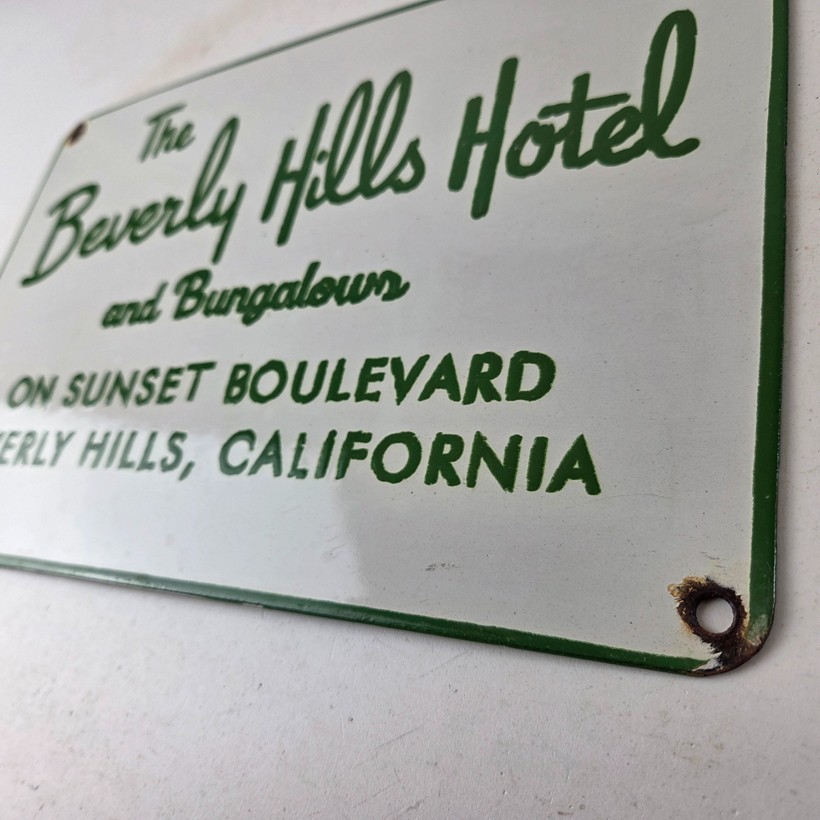 The
Beverly Hills Hotel
and Bungalows
ON SUNSET BOULEVARD
ERLY HILLS, CALIFORNIA